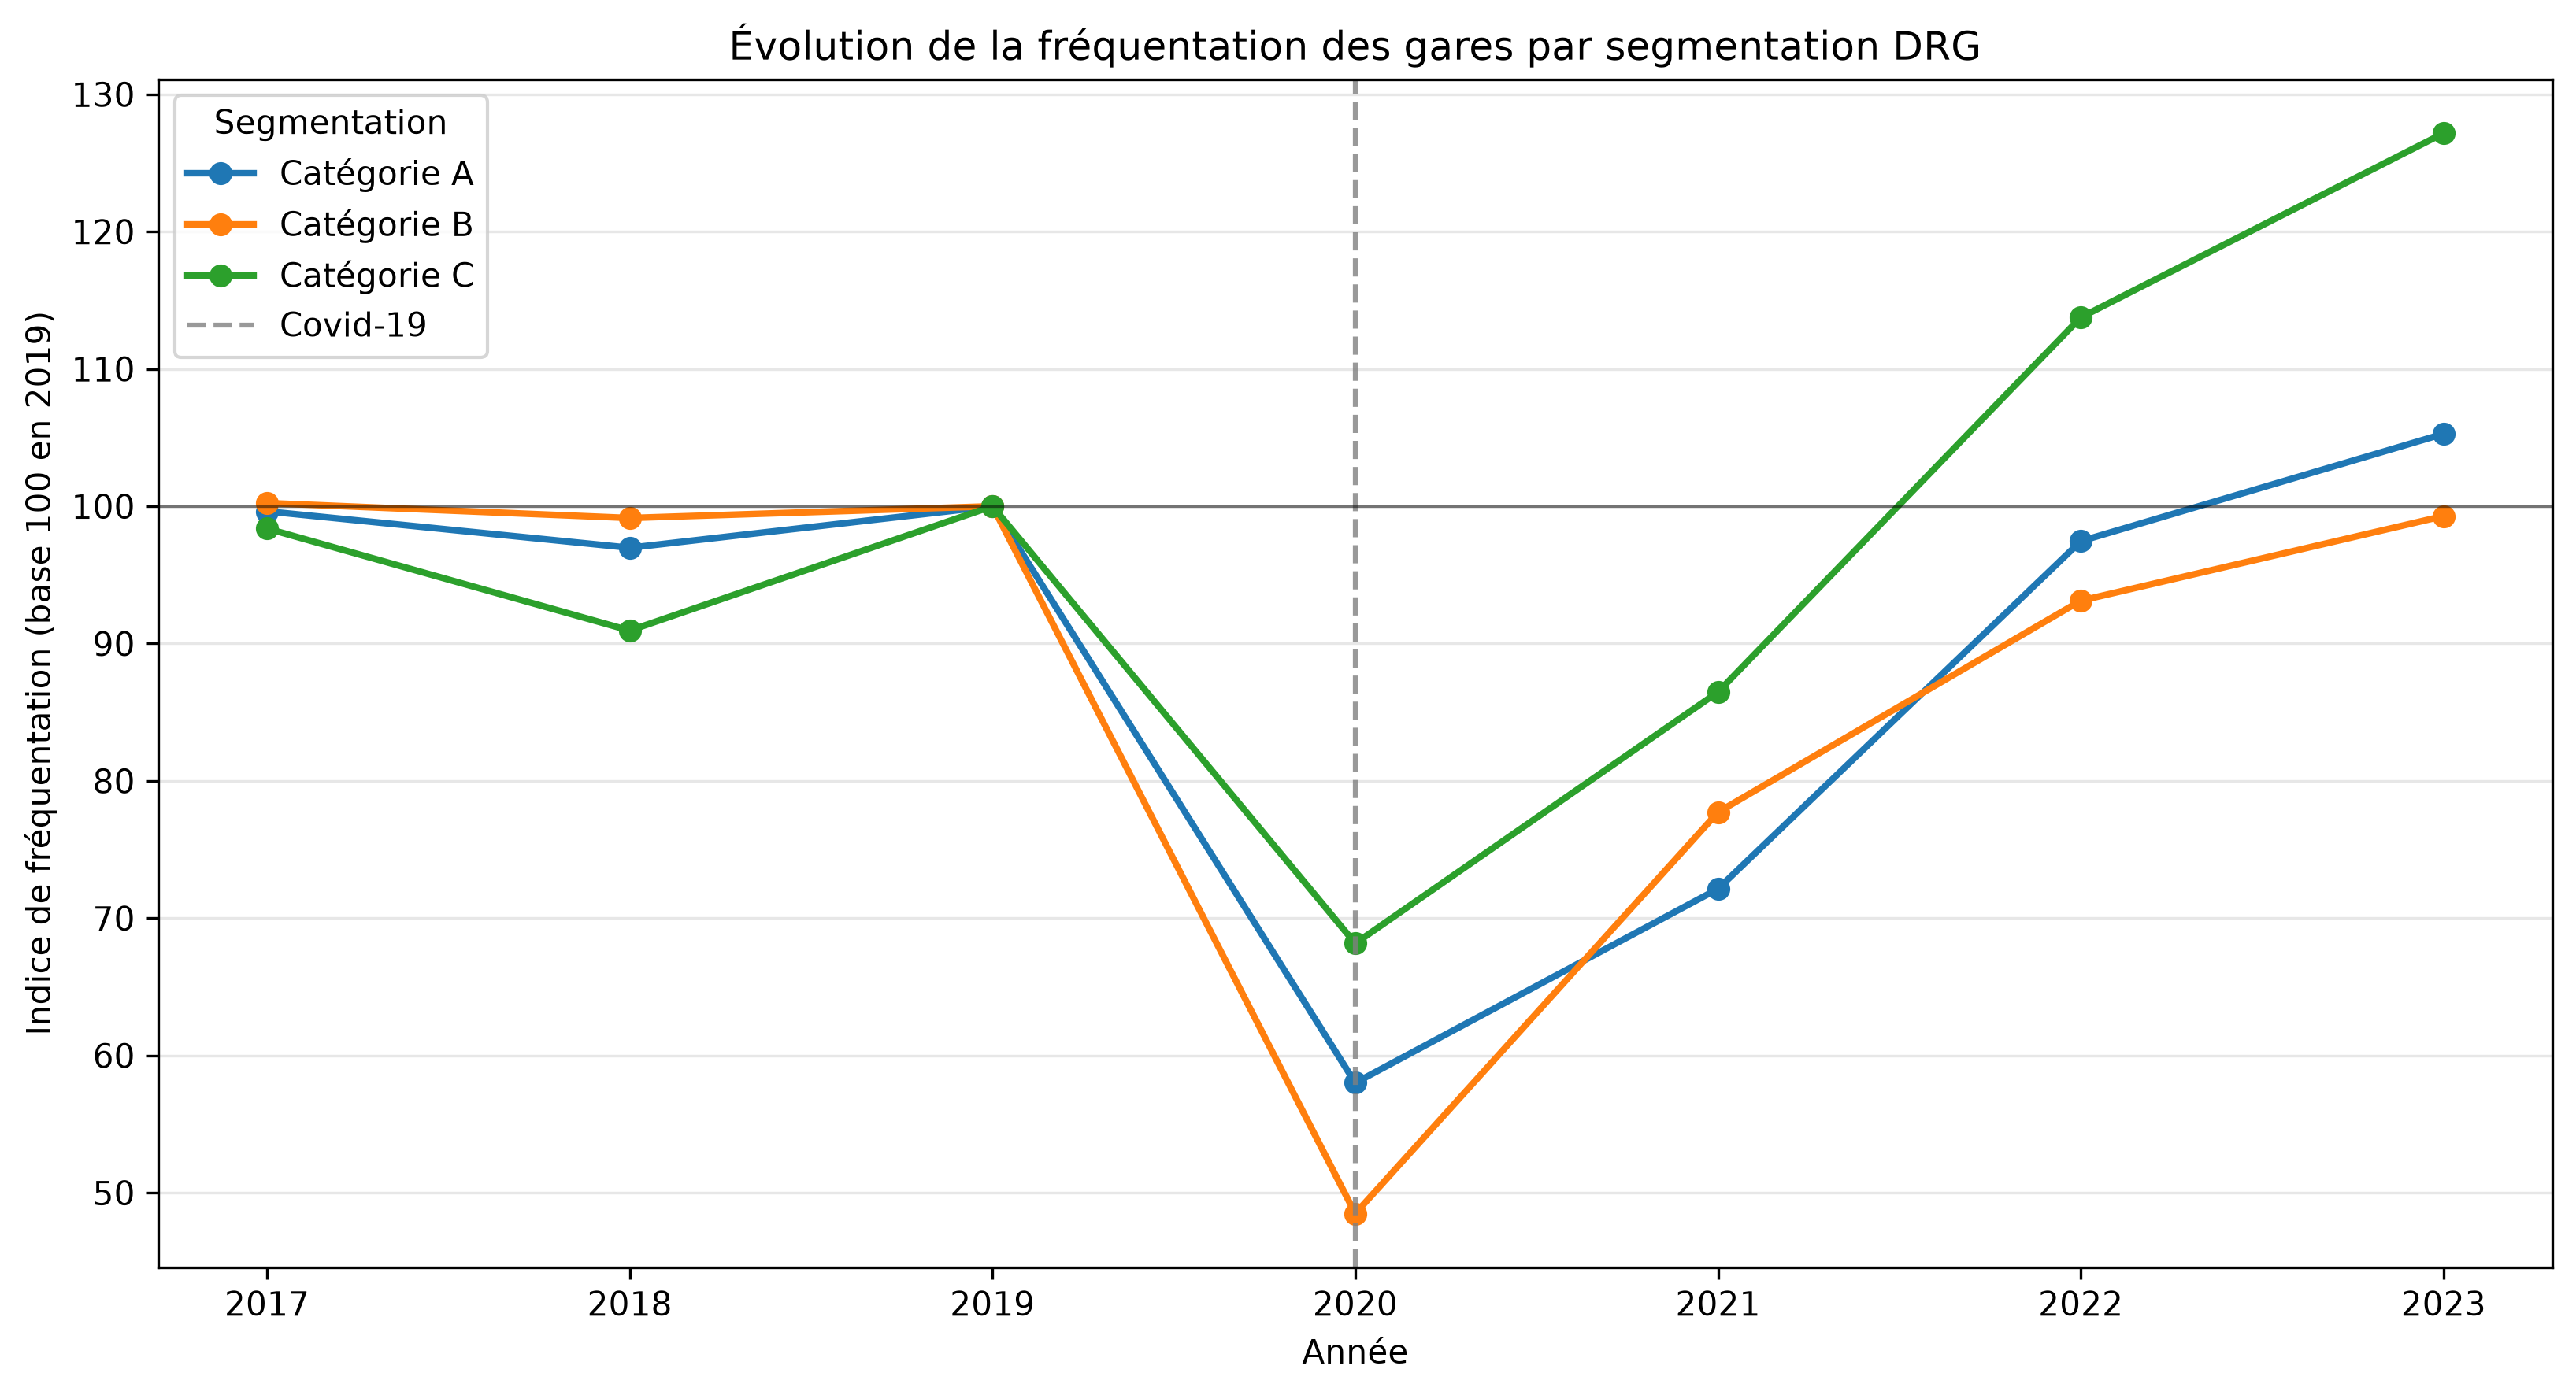 Évolution de la fréquentation des gares par segmentation DRG
Indice de fréquentation (base 100 en 2019)
130
120
110
100
90
80
70
60
50
Segmentation
Catégorie A
Catégorie B
Catégorie C
Covid-19
2017 2018 2019 2020 2021 2022 2023
Année